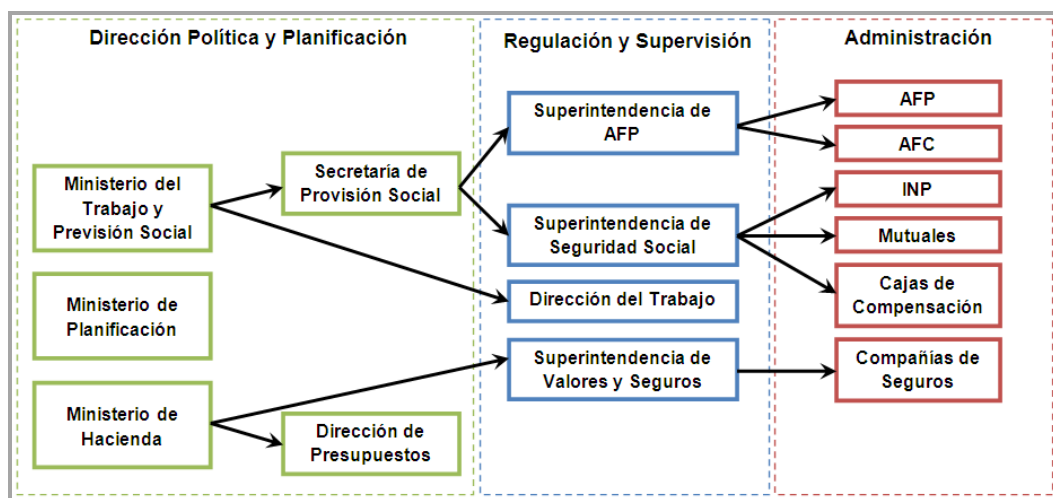 Dirección Política y Planificación
Ministerio del
Trabajo y
Previsión Social
Secretaría de
Provisión Social
Ministerio de
Planificación
Ministerio de
Hacienda
Dirección de
Presupuestos
Regulación y Supervisión
Superintendencia de
AFP
Superintendencia de
Seguridad Social
Dirección del Trabajo
Superintendencia de
Valores y Seguros
Administración
AFP
AFC
INP
Mutuales
Cajas de
Compensación
Compañías de
Seguros